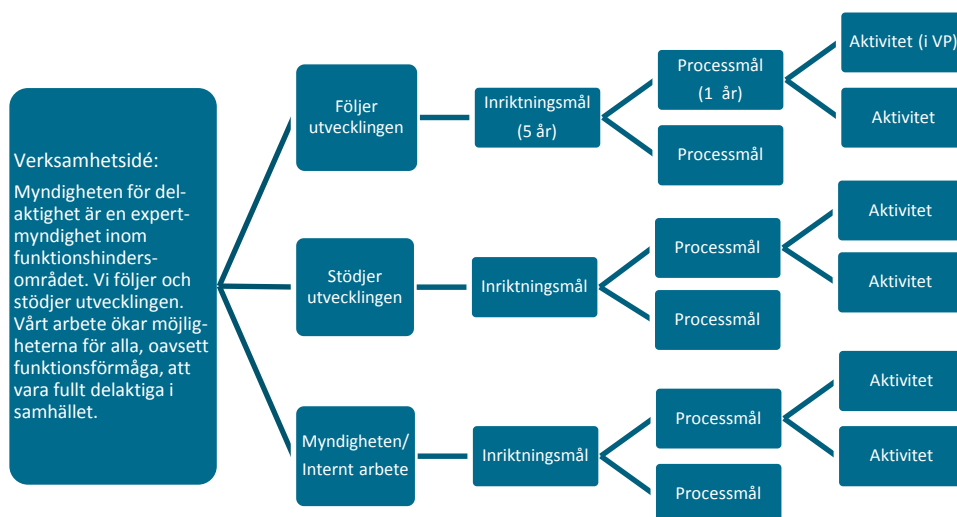 Verksamhetsidé:
Myndigheten för del-
aktighet är en expert-
myndighet inom
funktionshinders-
området. Vi följer och
stödjer utvecklingen.
Vårt arbete ökar möjlig-
heterna för alla, oavsett
funktionsförmåga, att
vara fullt delaktiga i
samhället.
Följer
utvecklingen
Inriktningsmål
(5 år)
Processmål
(1 år)
Aktivitet (i VP)
Aktivitet
Processmål
Stödjer
utvecklingen
Inriktningsmål
Processmål
Aktivitet
Aktivitet
Processmål
Myndigheten/
Internt arbete
Inriktningsmål
Processmål
Aktivitet
Aktivitet
Processmål